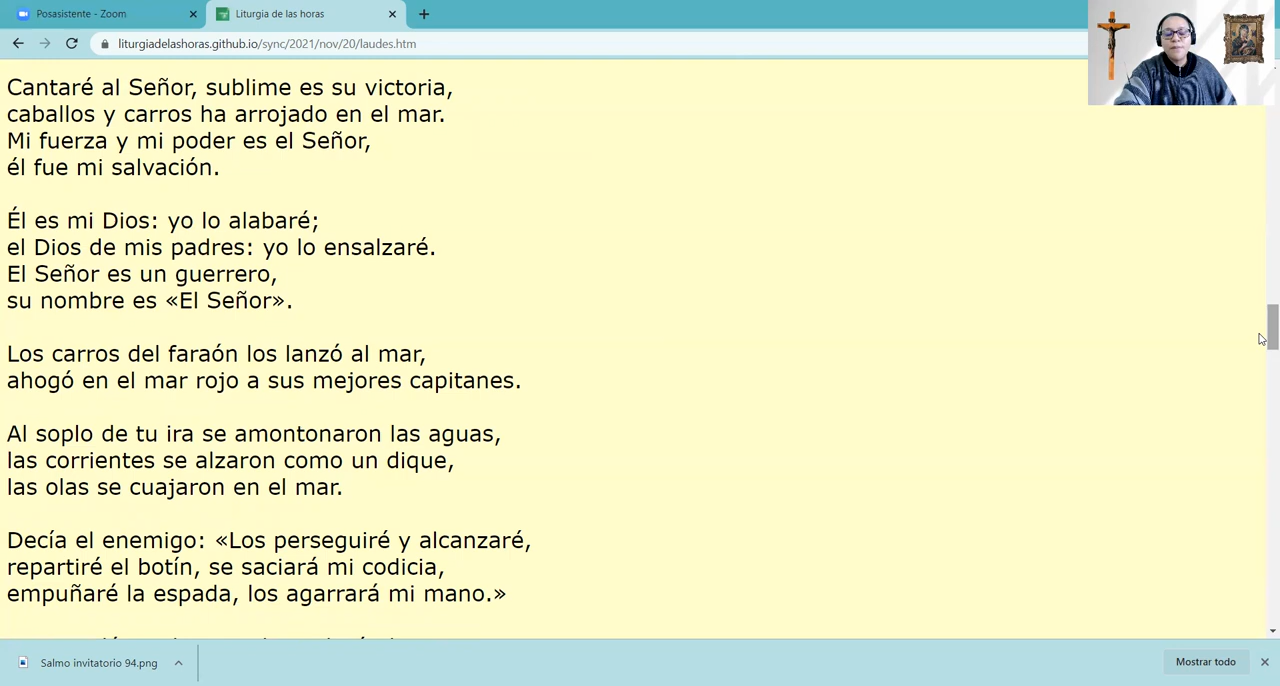 Posasistente - Zoom
Liturgia de las horas
liturgiadelashoras.github.io/sync/2021/nov/20/laudes.htm
Cantaré al Señor, sublime es su victoria,
caballos y carros ha arrojado en el mar.
Mi fuerza y mi poder es el Señor,
él fue mi salvación.
Él es mi Dios: yo lo alabaré;
el Dios de mis padres: yo lo ensalzaré.
El Señor es un guerrero,
su nombre es «El Señor».
Los carros del faraón los lanzó al mar,
ahogó en el mar rojo a sus mejores capitanes.
Al soplo de tu ira se amontonaron las aguas,
las corrientes se alzaron como un dique,
las olas se cuajaron en el mar.
Decía el enemigo: «Los perseguiré y alcanzaré,
repartiré el botín, se saciará mi codicia,
empuñaré la espada, los agarrará mi mano.»
Salmo invitatorio 94.png
Mostrar todo